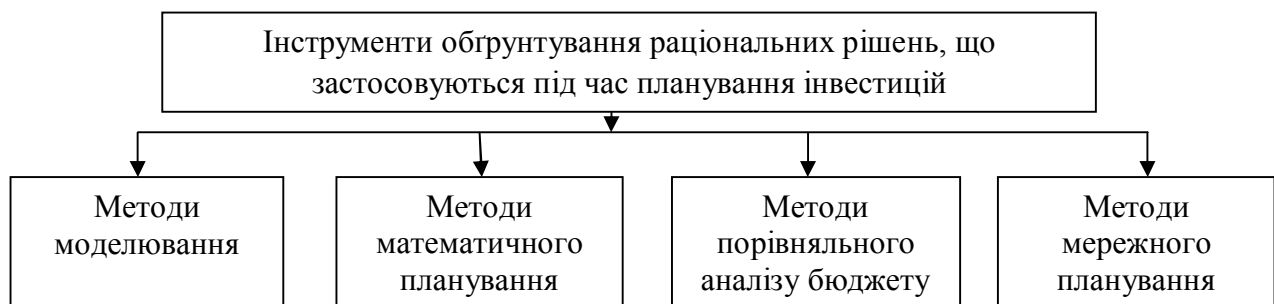 Інструменти обґрунтування раціональних рішень, що
застосовуються під час планування інвестицій
Методи
моделювання
Методи
математичного
планування
Методи
порівняльного
аналізу бюджету
Методи
мережного
планування